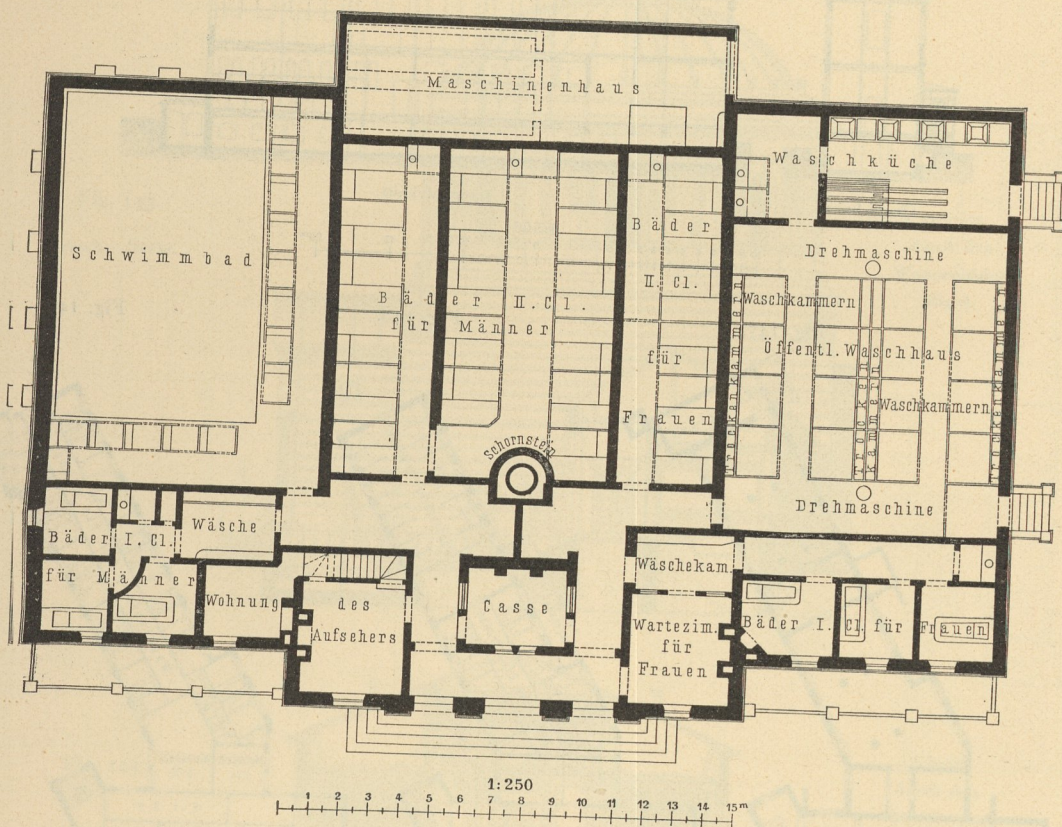 Maschinenhaus
Waschküche
Schwimmbad
Bäder II. Cl.
für Männer
Bäder
II. Cl.
für
Frauen
Drehmaschine
Waschkammern
Öffentl. Waschhaus
Waschkammern
Trockenkammern
Trocken
kammern
Trockenkammern
Drehmaschine
Schornstein
Bäder I. Cl.
für Männer
Wäsche
Wohnung
des
Aufsehers
Casse
Wäschekam.
Wartezim.
für
Frauen
Bäder I. Cl. für Frauen
1:250
1 2 3 4 5 6 7 8 9 10 11 12 13 14 15m